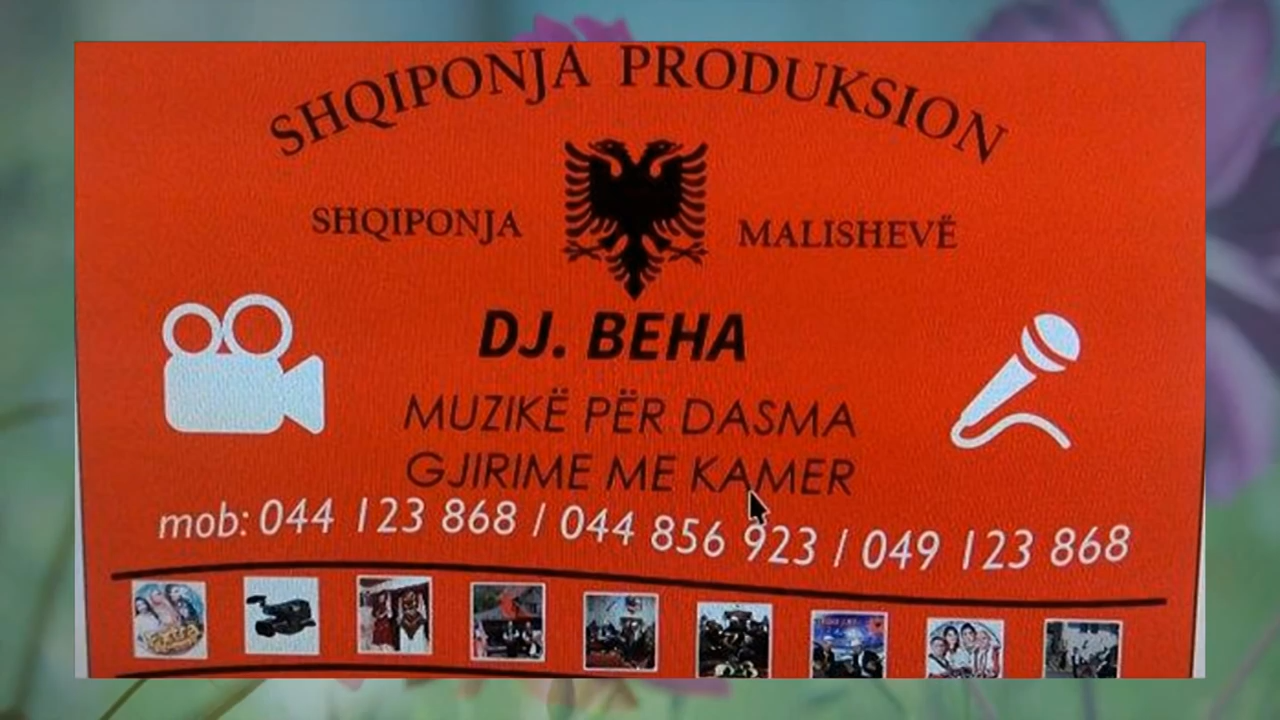 SHQIPONJA PRODUKSION
SHQIPONJA MALISHEVË
DJ. BEHA
MUZIKË PËR DASMA
GJIRIME ME KAMER
mob: 044 123 868 / 044 856 923 / 049 123 868